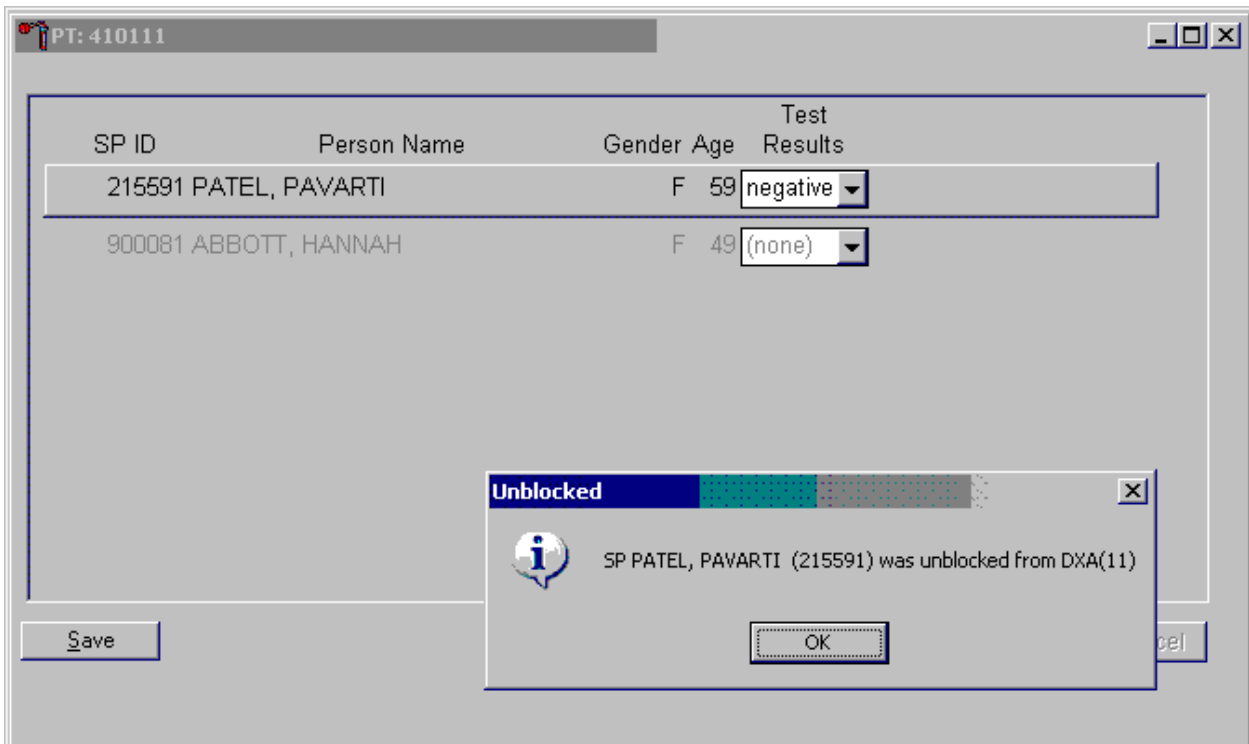 PT: 410111
Test
SP ID Person Name Gender Age Results
215591 PATEL, PAVARTI F 59 negative
900081 ABBOTT, HANNAH F 49 (none)
Unblocked
SP PATEL, PAVARTI (215591) was unblocked from DXA(11)
OK
Save